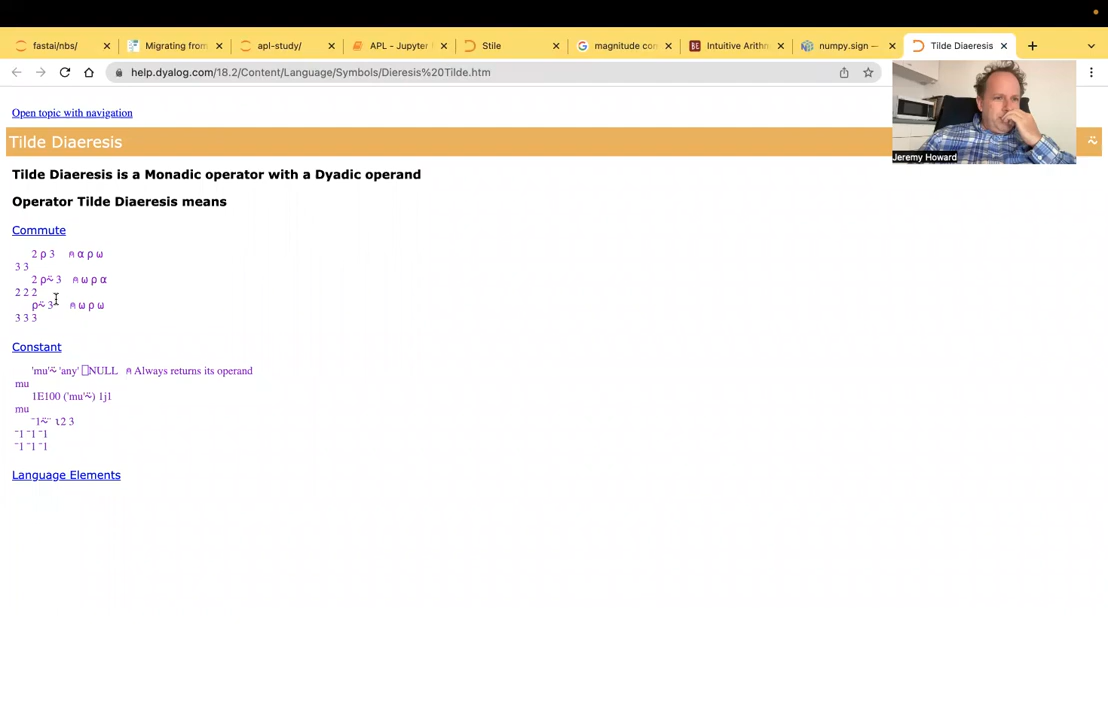 fastai/nbs/
Migrating from
apl-study/
APL - Jupyter
Stile
magnitude con
Intuitive Arithm
numpy.sign —
Tilde Diaeresis
help.dyalog.com/18.2/Content/Language/Symbols/Dieresis%20Tilde.htm
Open topic with navigation
Tilde Diaeresis
⍨
Jeremy Howard
Tilde Diaeresis is a Monadic operator with a Dyadic operand
Operator Tilde Diaeresis means
Commute
2 ⍴ 3 ⍝ ⍺ ⍴ ⍵
3 3
2 ⍴⍨ 3 ⍝ ⍵ ⍴ ⍺
2 2 2
⍴⍨ 3 ⍝ ⍵ ⍴ ⍵
3 3 3
Constant
'mu'⍨ 'any' ⎕NULL ⍝ Always returns its operand
mu
1E100 ('mu'⍨) 1j1
mu
¯1⍨¨ ⍳2 3
¯1 ¯1 ¯1
¯1 ¯1 ¯1
Language Elements